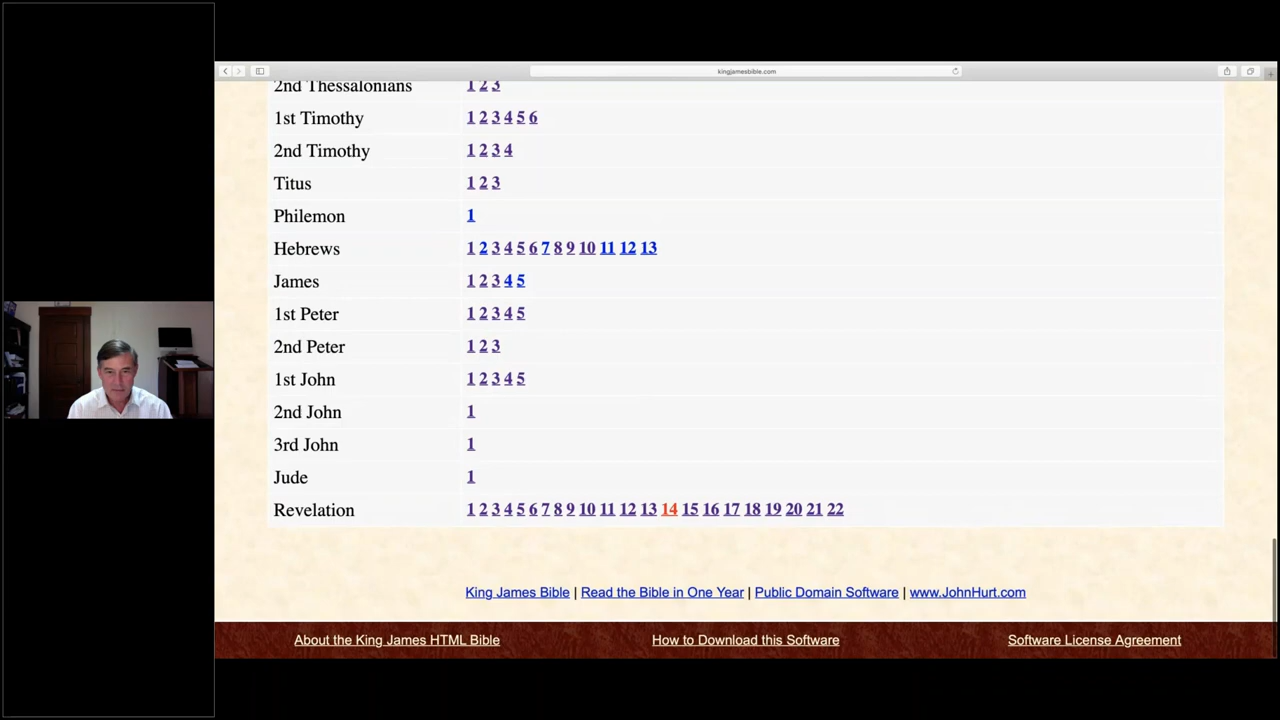 kingjamesbible.com
2nd Thessalonians 1 2 3
1st Timothy 1 2 3 4 5 6
2nd Timothy 1 2 3 4
Titus 1 2 3
Philemon 1
Hebrews 1 2 3 4 5 6 7 8 9 10 11 12 13
James 1 2 3 4 5
1st Peter 1 2 3 4 5
2nd Peter 1 2 3
1st John 1 2 3 4 5
2nd John 1
3rd John 1
Jude 1
Revelation 1 2 3 4 5 6 7 8 9 10 11 12 13 14 15 16 17 18 19 20 21 22
King James Bible | Read the Bible in One Year | Public Domain Software | www.JohnHurt.com
About the King James HTML Bible How to Download this Software Software License Agreement